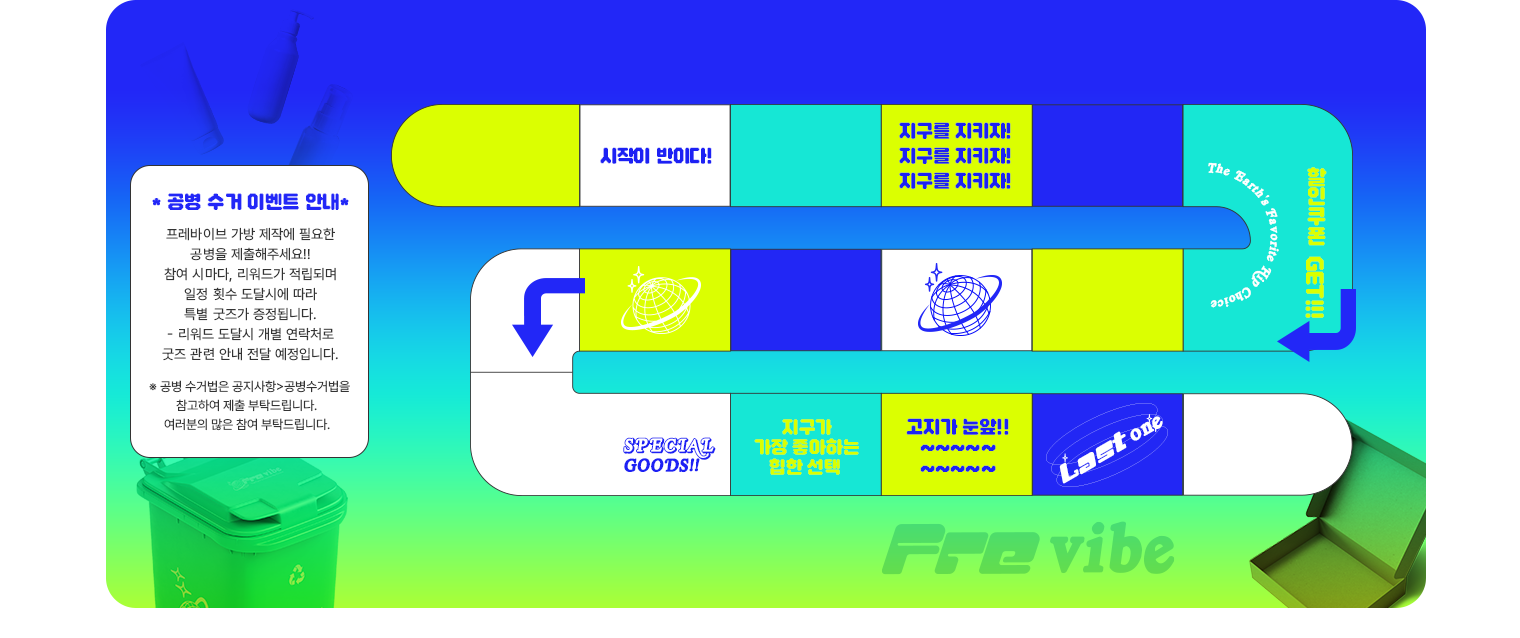 * 공병 수거 이벤트 안내*
프레바이브 가방 제작에 필요한
공병을 제출해주세요!!
참여 시마다, 리워드가 적립되며
일정 횟수 도달시에 따라
특별 굿즈가 증정됩니다.
- 리워드 도달시 개별 연락처로
굿즈 관련 안내 전달 예정입니다.
※ 공병 수거법은 공지사항>공병수거법을
참고하여 제출 부탁드립니다.
여러분의 많은 참여 부탁드립니다.
시작이 반이다!
지구를 지키자!
지구를 지키자!
지구를 지키자!
The Earth's Favorite Hip Choice
할인쿠폰 GET!!!
SPECIAL
GOODS!!
지구가
가장 좋아하는
힙한 선택
고지가 눈앞!!
~~~~~
~~~~~
Last one
Fre vibe